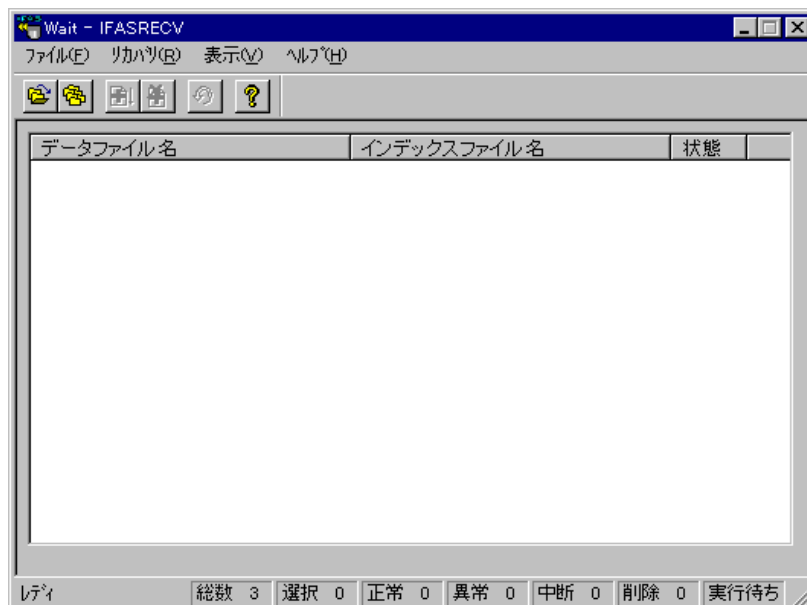 Wait - IFASRECV
ﾌｧｲﾙ(F) ﾘｶﾊﾞﾘ(R) 表示(V) ﾍﾙﾌﾟ(H)
データファイル名 インデックスファイル名 状態
ﾚﾃﾞｨ 総数 3 選択 0 正常 0 異常 0 中断 0 削除 0 実行待ち